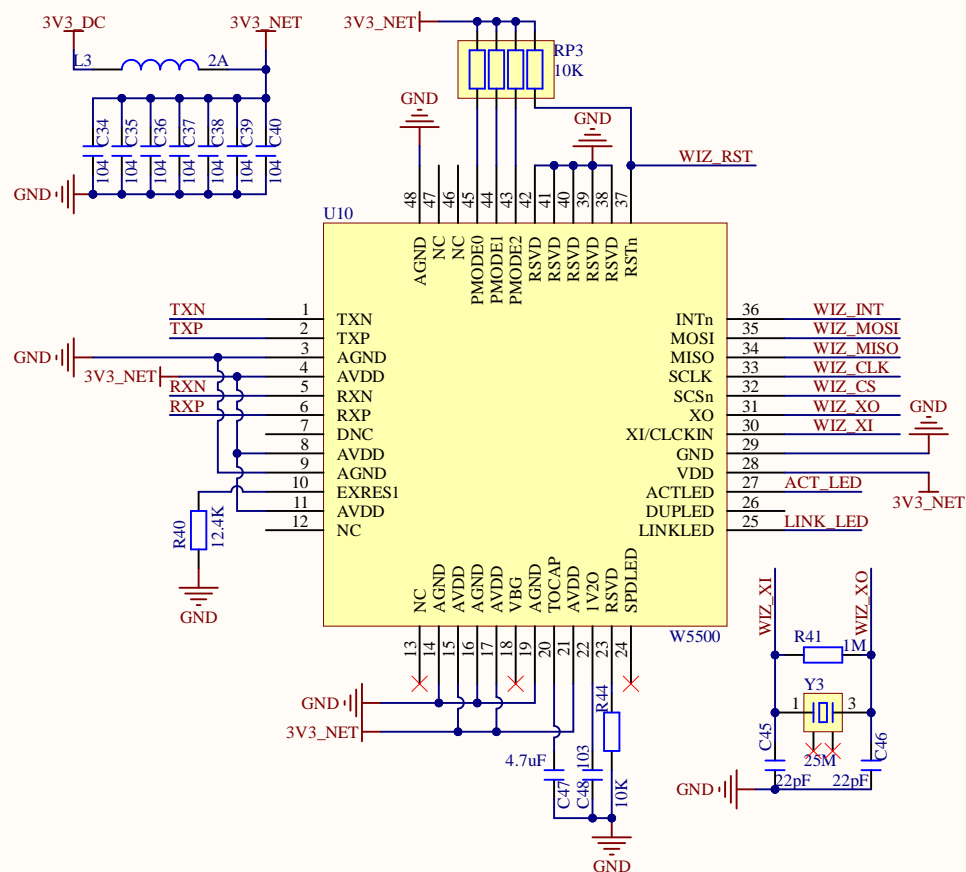 3V3_DC
3V3_NET
L3
2A
C34
C35
C36
C37
C38
C39
C40
104
104
104
104
104
104
104
GND
3V3_NET
RP3
10K
GND
GND
WIZ_RST
U10
48
47
46
45
44
43
42
41
40
39
38
37
AGND
NC
NC
PMODE0
PMODE1
PMODE2
RSVD
RSVD
RSVD
RSVD
RSVD
RSTn
TXN
1
TXN
TXP
2
TXP
GND
3
AGND
3V3_NET
4
AVDD
RXN
5
RXN
RXP
6
RXP
7
DNC
8
AVDD
9
AGND
10
EXRES1
11
AVDD
12
NC
R40
12.4K
GND
INTn
36
WIZ_INT
MOSI
35
WIZ_MOSI
MISO
34
WIZ_MISO
SCLK
33
WIZ_CLK
SCSn
32
WIZ_CS
XO
31
WIZ_XO
XI/CLCKIN
30
WIZ_XI
GND
29
GND
VDD
28
3V3_NET
ACTLED
27
ACT_LED
DUPLED
26
LINKLED
25
LINK_LED
NC
AGND
AVDD
AGND
AVDD
VBG
AGND
TOCAP
AVDD
1V2O
RSVD
SPDLED
W5500
13
14
15
16
17
18
19
20
21
22
23
24
GND
3V3_NET
4.7uF
C47
103
C48
R44
10K
GND
WIZ_XI
WIZ_XO
R41
1M
Y3
1
3
25M
C45
22pF
C46
22pF
GND